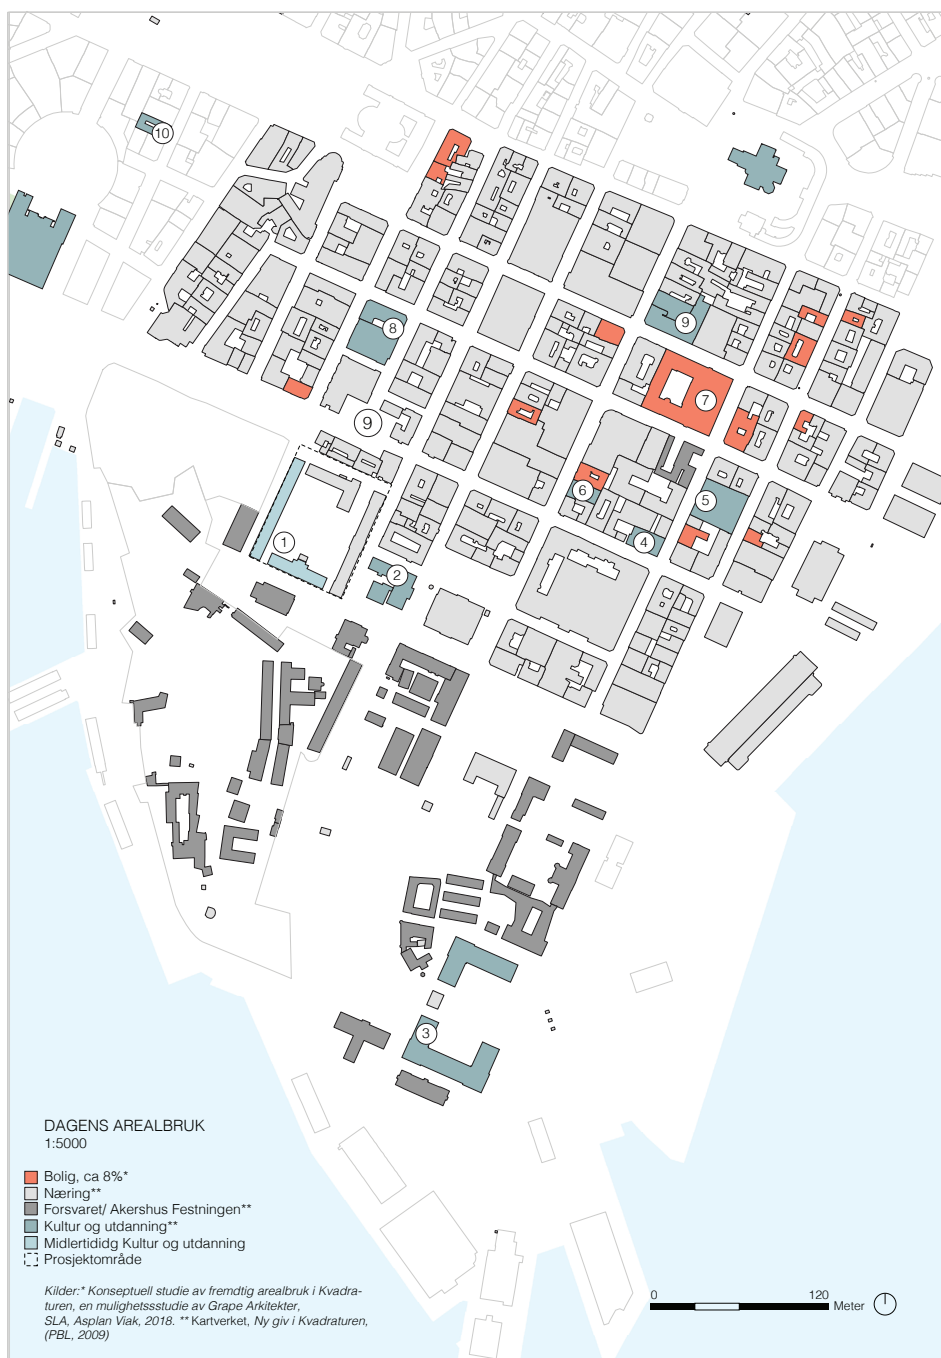 10
8
9
7
9
6
5
4
1
2
3
DAGENS AREALBRUK
1:5000
Bolig, ca 8%*
Næring**
Forsvaret/ Akershus Festningen**
Kultur og utdanning**
Midlertididg Kultur og utdanning
Prosjektområde
Kilder:* Konseptuell studie av fremdtig arealbruk i Kvadra-
turen, en mulighetssstudie av Grape Arkitekter,
SLA, Asplan Viak, 2018. ** Kartverket, Ny giv i Kvadraturen,
(PBL, 2009)
0 120
Meter